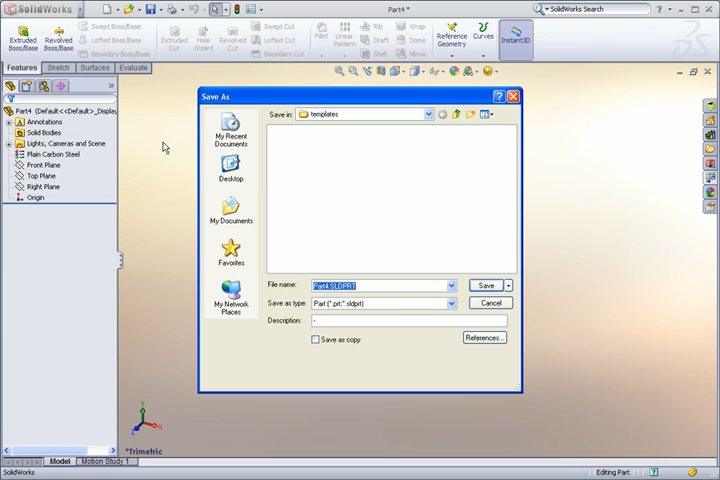 SolidWorks
Part4 *
SolidWorks Search
Extruded Boss/Base
Revolved Boss/Base
Swept Boss/Base
Lofted Boss/Base
Boundary Boss/Base
Extruded Cut
Hole Wizard
Revolved Cut
Swept Cut
Lofted Cut
Boundary Cut
Fillet
Linear Pattern
Rib
Draft
Shell
Wrap
Dome
Mirror
Reference Geometry
Curves
Instant3D
Features
Sketch
Surfaces
Evaluate
Part4 (Default<<Default>_Display
Annotations
Solid Bodies
Lights, Cameras and Scene
Plain Carbon Steel
Front Plane
Top Plane
Right Plane
Origin
Save As
Save in:
templates
My Recent Documents
Desktop
My Documents
Favorites
My Network Places
File name:
Part4.SLDPRT
Save
Save as type:
Part (*.prt;*.sldprt)
Cancel
Description:
-
Save as copy
References...
Y
X
Z
*Trimetric
Model
Motion Study 1
SolidWorks
Editing Part